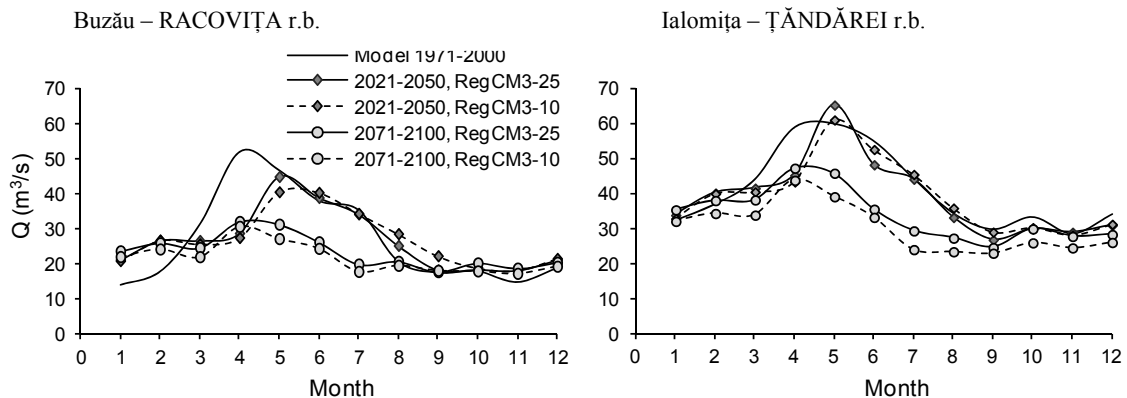 Buzău – RACOVIȚA r.b.
Ialomița – ȚĂNDĂREI r.b.
Model 1971-2000
2021-2050, RegCM3-25
2021-2050, RegCM3-10
2071-2100, RegCM3-25
2071-2100, RegCM3-10
Q (m³/s)
70
60
50
40
30
20
10
0
0 1 2 3 4 5 6 7 8 9 10 11 12
Month
70
60
50
40
30
20
10
0
0 1 2 3 4 5 6 7 8 9 10 11 12
Month